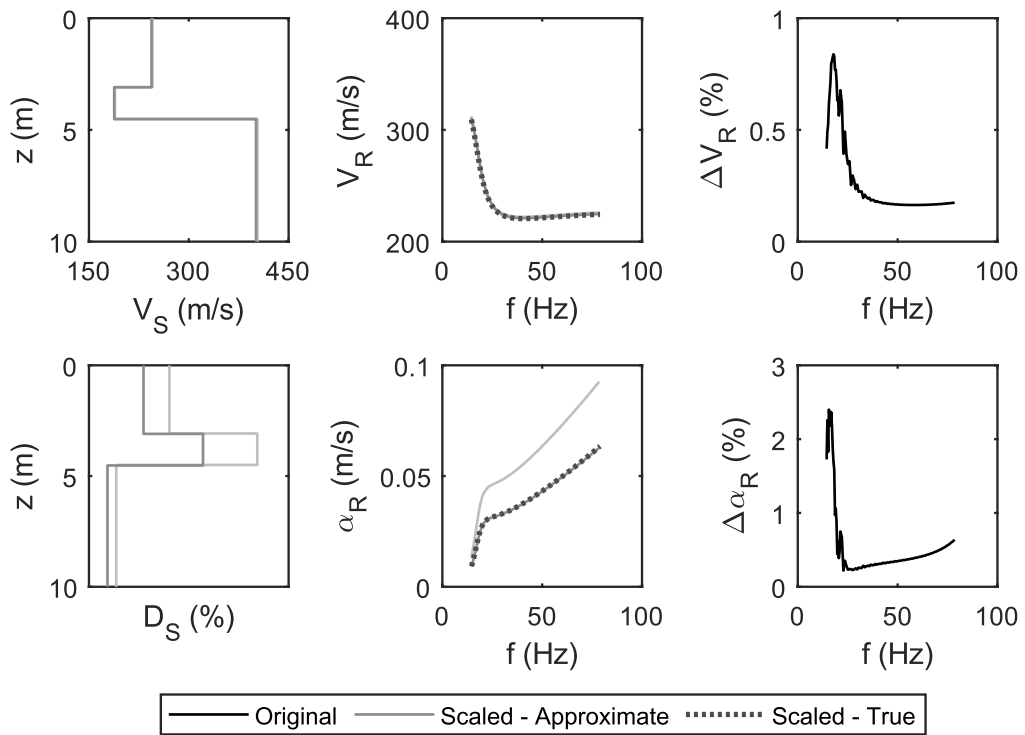 0
5
10
z (m)
150 300 450
V_S (m/s)
400
300
200
V_R (m/s)
0 50 100
f (Hz)
1
0.5
0
ΔV_R (%)
0 50 100
f (Hz)
0
5
10
z (m)
D_S (%)
0.1
0.05
0
α_R (m/s)
0 50 100
f (Hz)
3
2
1
0
Δα_R (%)
0 50 100
f (Hz)
Original Scaled - Approximate Scaled - True